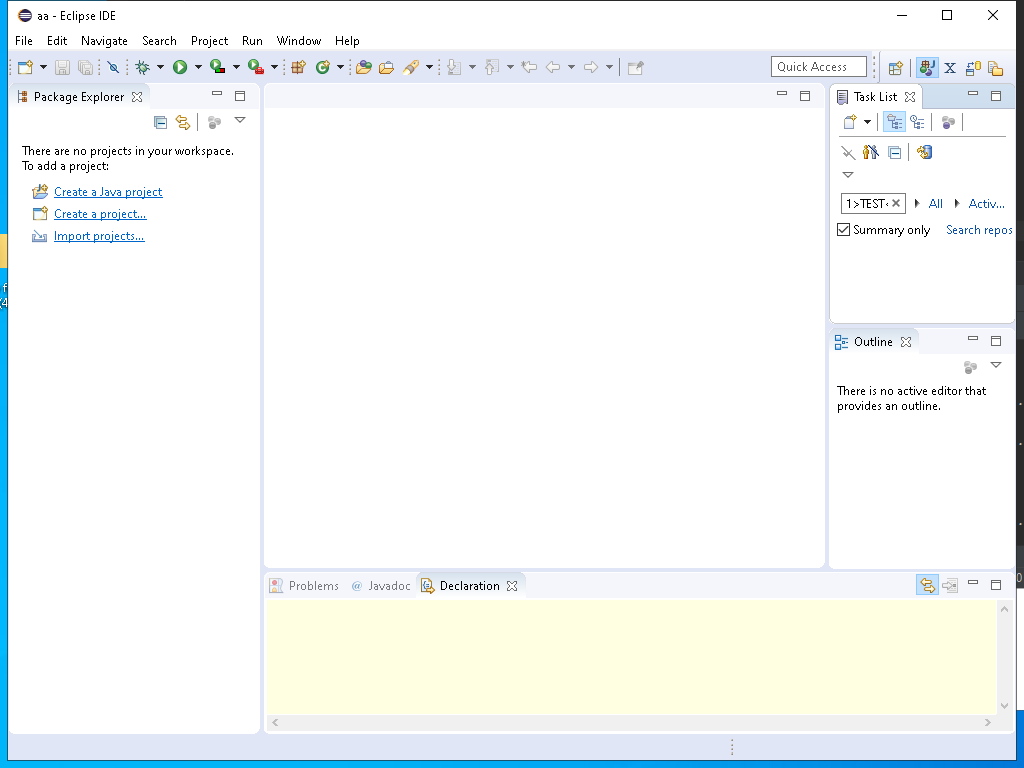 aa - Eclipse IDE
File Edit Navigate Search Project Run Window Help
Quick Access
Package Explorer
There are no projects in your workspace.
To add a project:
Create a Java project
Create a project...
Import projects...
Task List
1>TEST
All
Activ...
Summary only
Search repos
Outline
There is no active editor that
provides an outline.
Problems
@ Javadoc
Declaration